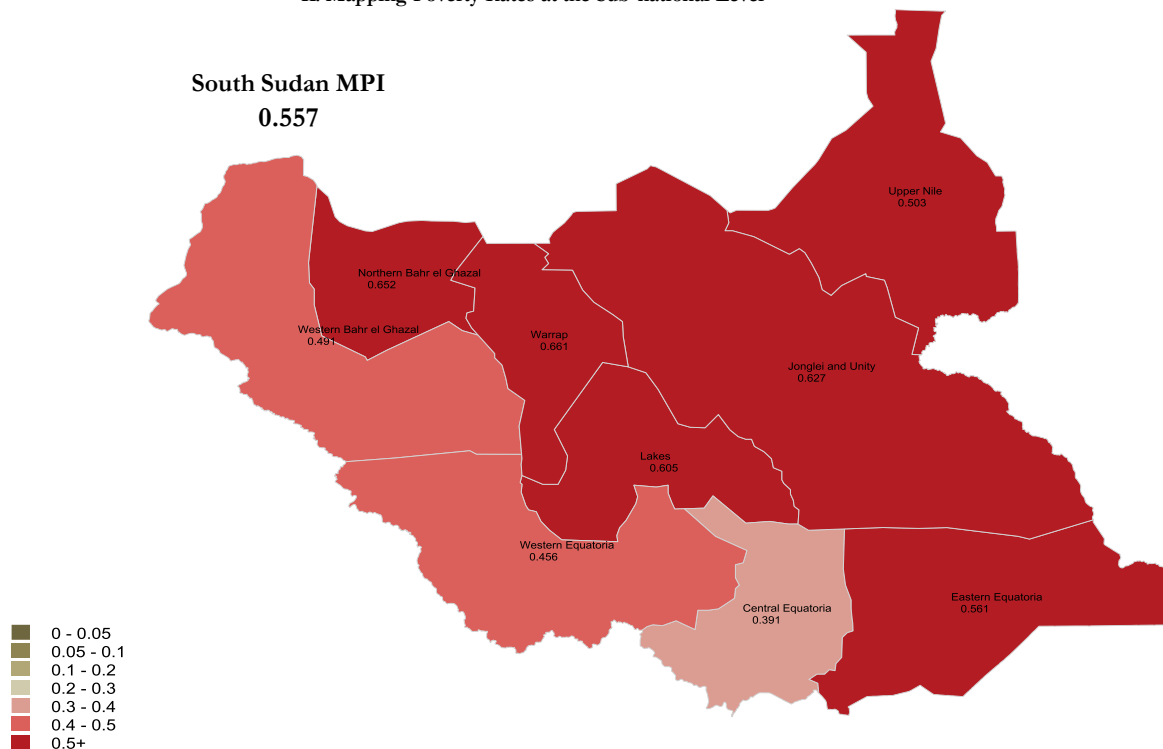 South Sudan MPI
0.557
Upper Nile
0.503
Northern Bahr el Ghazal
0.652
Western Bahr el Ghazal
0.491
Warrap
0.661
Jonglei and Unity
0.627
Lakes
0.605
Western Equatoria
0.456
Central Equatoria
0.391
Eastern Equatoria
0.561
0 - 0.05
0.05 - 0.1
0.1 - 0.2
0.2 - 0.3
0.3 - 0.4
0.4 - 0.5
0.5+